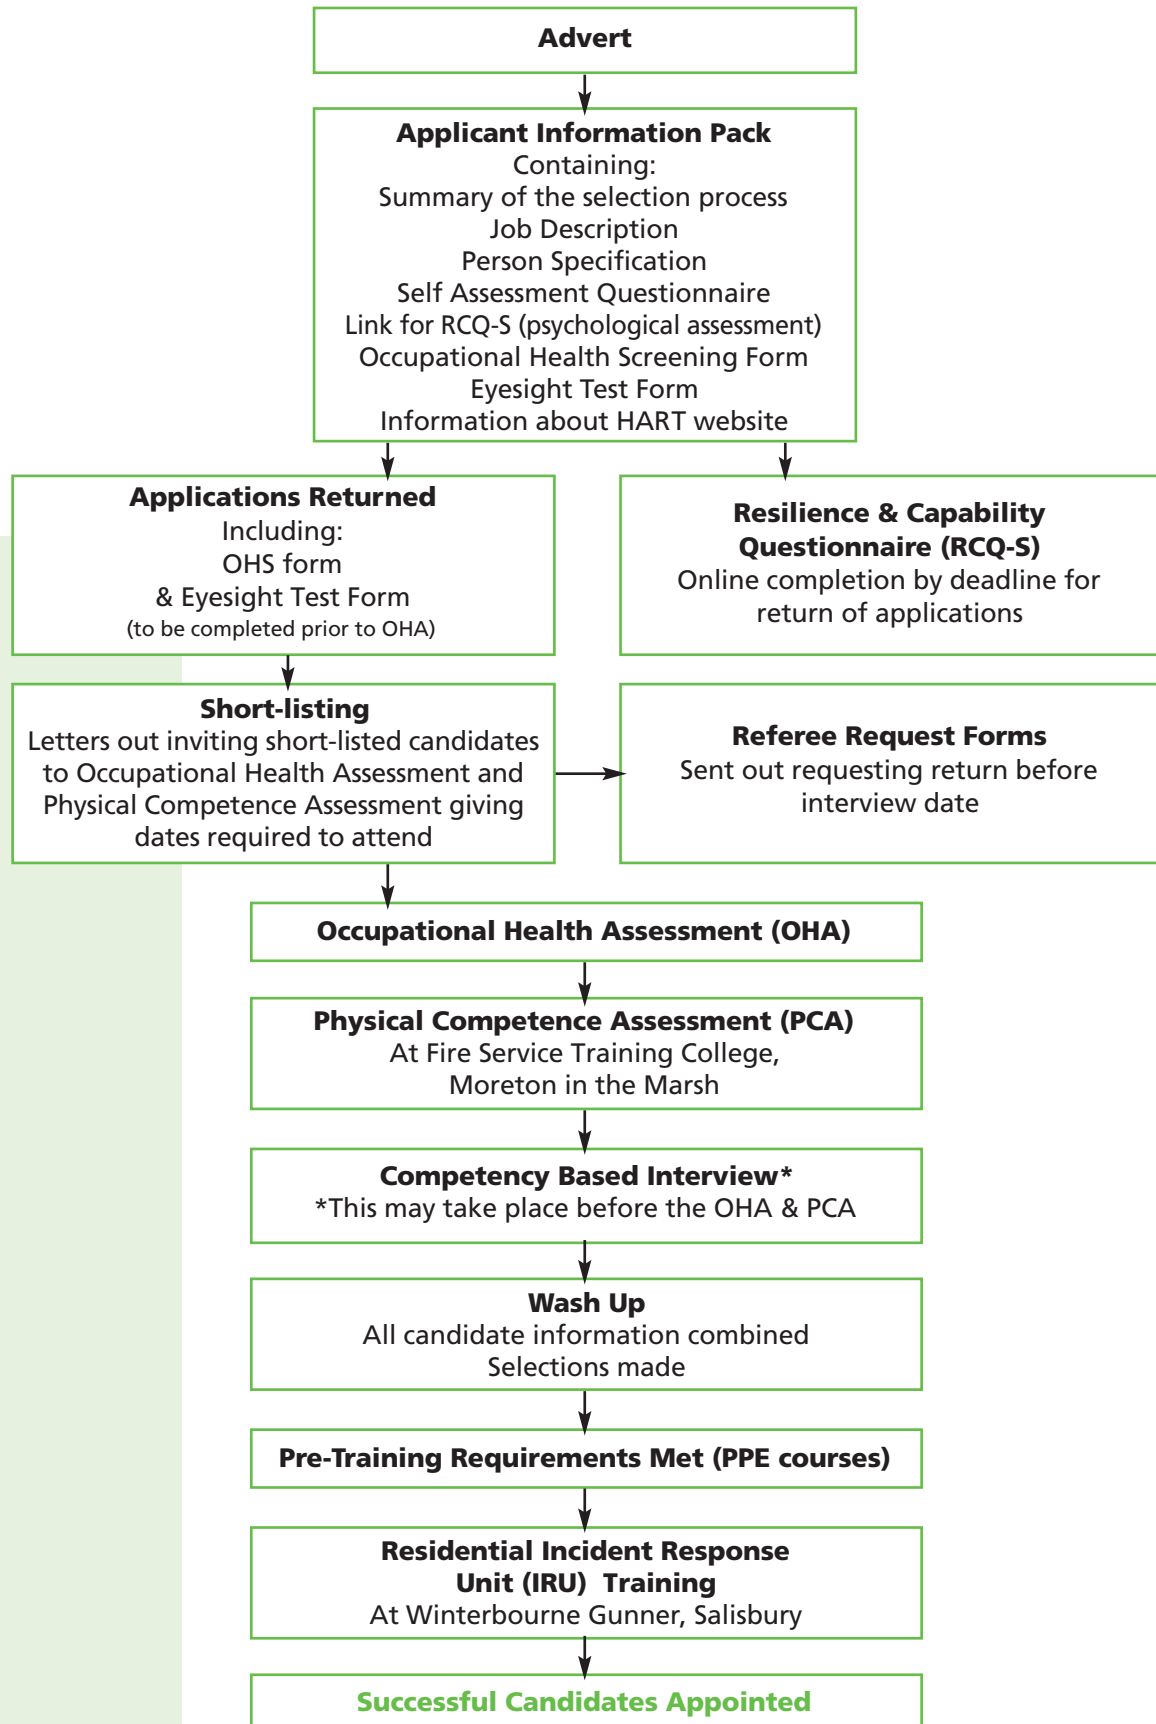 Advert
Applicant Information Pack
Containing:
Summary of the selection process
Job Description
Person Specification
Self Assessment Questionnaire
Link for RCQ-S (psychological assessment)
Occupational Health Screening Form
Eyesight Test Form
Information about HART website
Applications Returned
Including:
OHS form
& Eyesight Test Form
(to be completed prior to OHA)
Resilience & Capability
Questionnaire (RCQ-S)
Online completion by deadline for
return of applications
Short-listing
Letters out inviting short-listed candidates
to Occupational Health Assessment and
Physical Competence Assessment giving
dates required to attend
Referee Request Forms
Sent out requesting return before
interview date
Occupational Health Assessment (OHA)
Physical Competence Assessment (PCA)
At Fire Service Training College,
Moreton in the Marsh
Competency Based Interview*
*This may take place before the OHA & PCA
Wash Up
All candidate information combined
Selections made
Pre-Training Requirements Met (PPE courses)
Residential Incident Response
Unit (IRU) Training
At Winterbourne Gunner, Salisbury
Successful Candidates Appointed